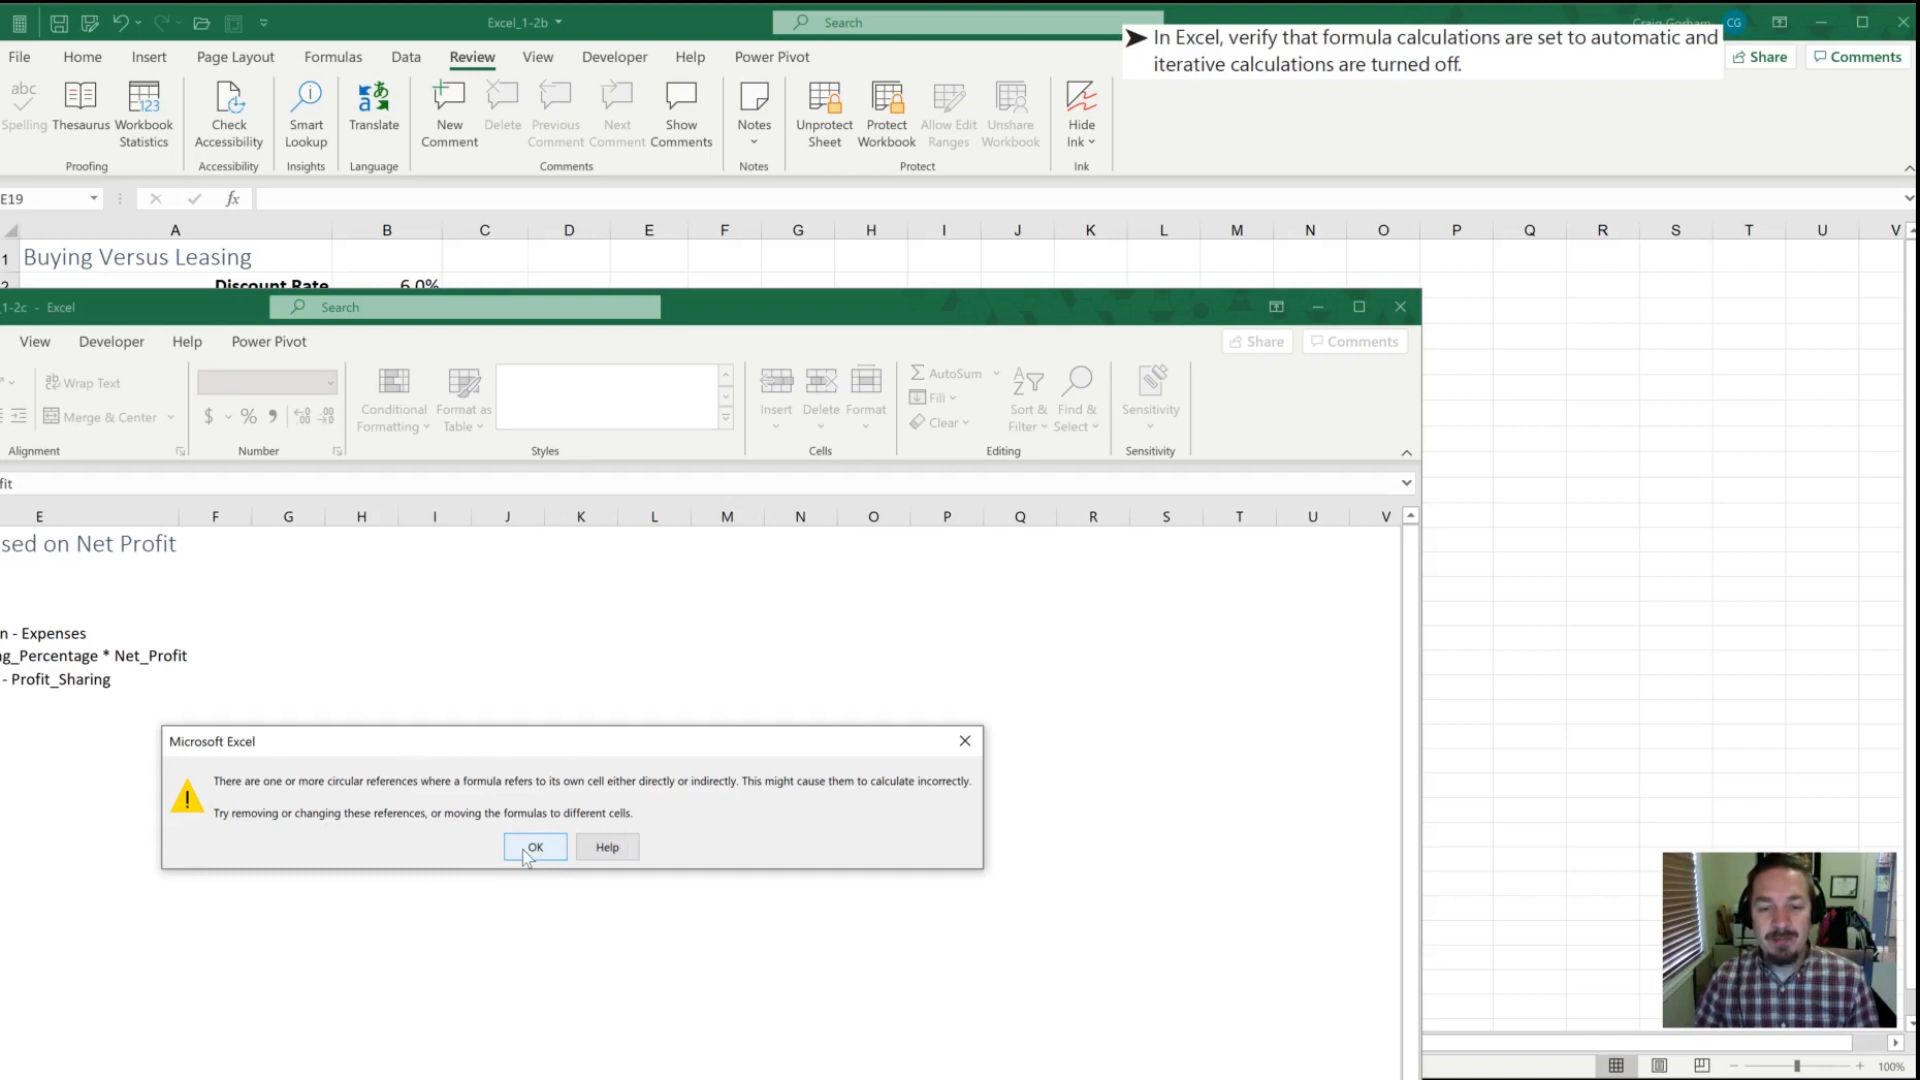 Excel_1-2b
Search
CG
In Excel, verify that formula calculations are set to automatic and
iterative calculations are turned off.
File Home Insert Page Layout Formulas Data Review View Developer Help Power Pivot
Share Comments
abc
123
Spelling Thesaurus Workbook Statistics
Check Accessibility
Smart Lookup
Translate
New Comment Delete Previous Comment Next Comment Show Comments
Notes
Unprotect Sheet Protect Workbook Allow Edit Ranges Unshare Workbook
Hide Ink
Proofing Accessibility Insights Language Comments Notes Protect Ink
E19 fx
A B C D E F G H I J K L M N O P Q R S T U V
1 Buying Versus Leasing
2 Discount Rate 6.0%
1-2c - Excel
Search
View Developer Help Power Pivot
Share Comments
ab Wrap Text
Merge & Center
$ % , .00 .00
Conditional Formatting Format as Table
Insert Delete Format
AutoSum
Fill
Clear
Sort & Filter Find & Select
Sensitivity
Alignment Number Styles Cells Editing Sensitivity
fit
E F G H I J K L M N O P Q R S T U V
sed on Net Profit
n - Expenses
ng_Percentage * Net_Profit
- Profit_Sharing
Microsoft Excel
There are one or more circular references where a formula refers to its own cell either directly or indirectly. This might cause them to calculate incorrectly.
Try removing or changing these references, or moving the formulas to different cells.
OK Help
100%